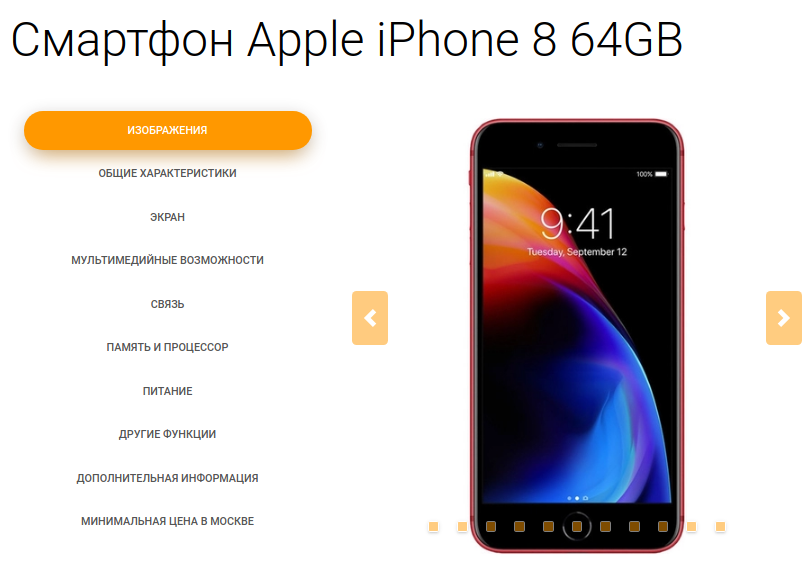 Смартфон Apple iPhone 8 64GB
ИЗОБРАЖЕНИЯ
ОБЩИЕ ХАРАКТЕРИСТИКИ
ЭКРАН
МУЛЬТИМЕДИЙНЫЕ ВОЗМОЖНОСТИ
СВЯЗЬ
ПАМЯТЬ И ПРОЦЕССОР
ПИТАНИЕ
ДРУГИЕ ФУНКЦИИ
ДОПОЛНИТЕЛЬНАЯ ИНФОРМАЦИЯ
МИНИМАЛЬНАЯ ЦЕНА В МОСКВЕ
100%
9:41
Tuesday, September 12